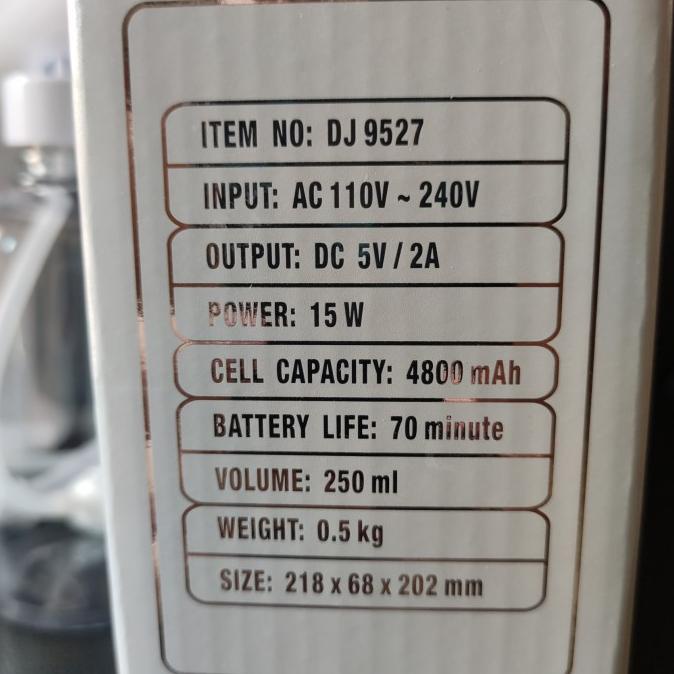 ITEM NO: DJ 9527
INPUT: AC 110V ~ 240V
OUTPUT: DC 5V / 2A
POWER: 15 W
CELL CAPACITY: 4800 mAh
BATTERY LIFE: 70 minute
VOLUME: 250 ml
WEIGHT: 0.5 kg
SIZE: 218 x 68 x 202 mm